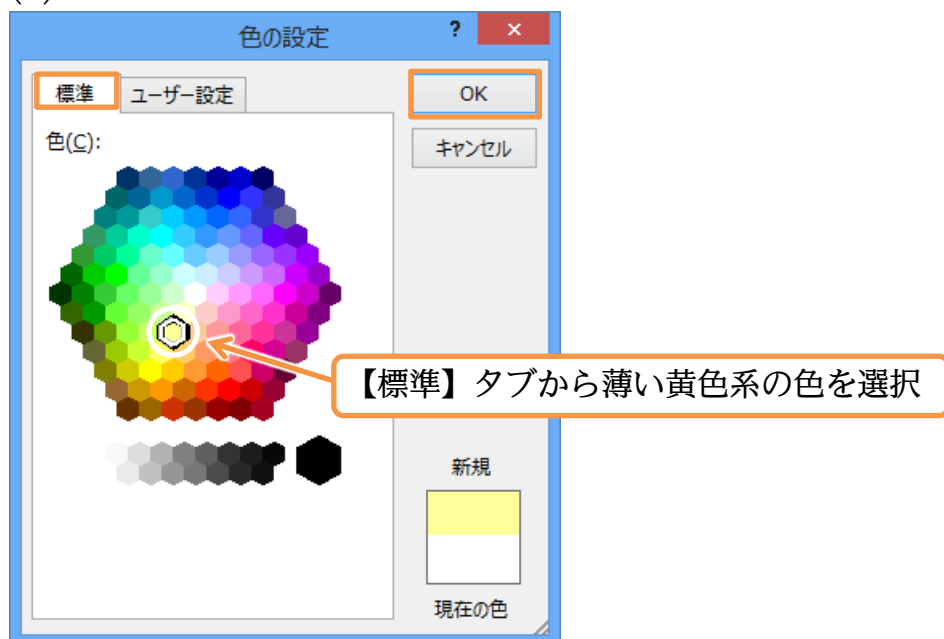 色の設定
?
×
標準
ユーザー設定
OK
色(C):
キャンセル
【標準】タブから薄い黄色系の色を選択
新規
現在の色